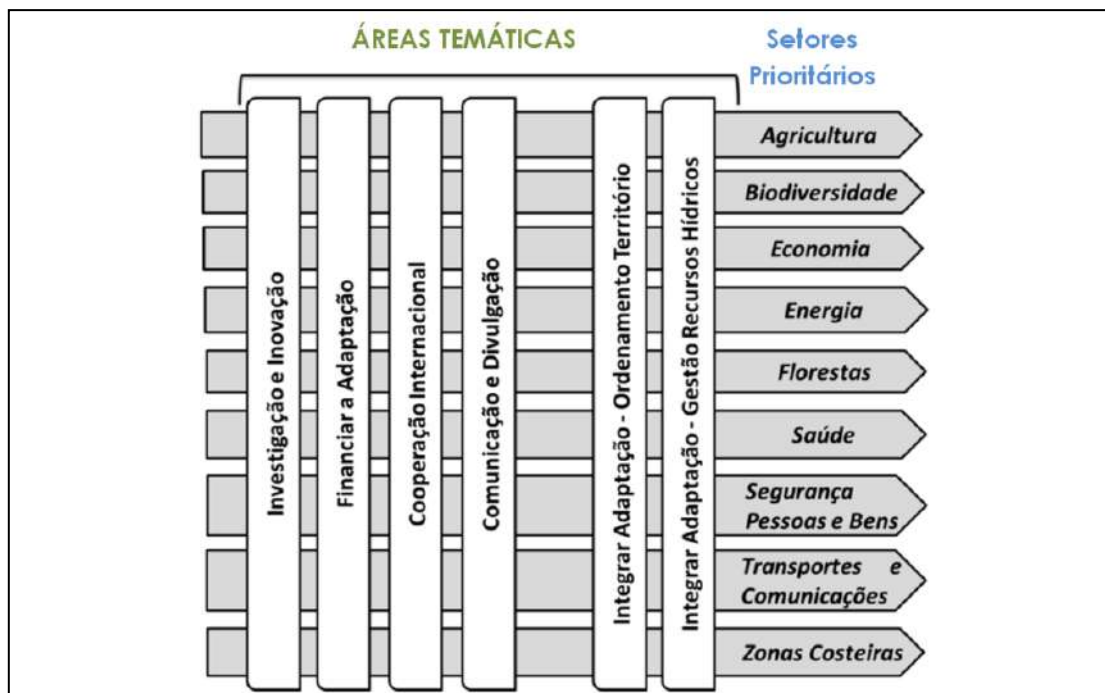 ÁREAS TEMÁTICAS
Setores
Prioritários
Investigação e Inovação
Financiar a Adaptação
Cooperação Internacional
Comunicação e Divulgação
Integrar Adaptação - Ordenamento Território
Integrar Adaptação - Gestão Recursos Hídricos
Agricultura
Biodiversidade
Economia
Energia
Florestas
Saúde
Segurança
Pessoas e Bens
Transportes e
Comunicações
Zonas Costeiras